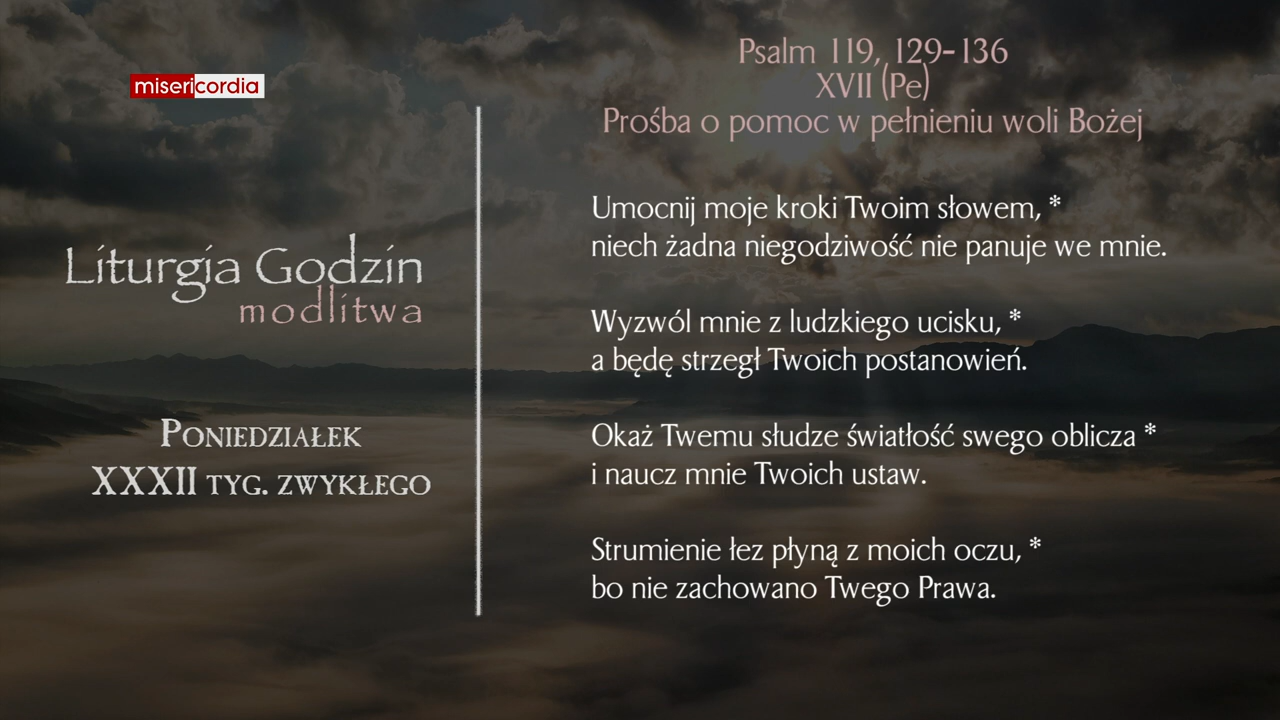 misericordia
Liturgia Godzin
modlitwa
Poniedziałek
XXXII tyg. zwykłego
Psalm 119, 129-136
XVII (Pe)
Prośba o pomoc w pełnieniu woli Bożej
Umocnij moje kroki Twoim słowem, *
niech żadna niegodziwość nie panuje we mnie.
Wyzwól mnie z ludzkiego ucisku, *
a będę strzegł Twoich postanowień.
Okaż Twemu słudze światłość swego oblicza *
i naucz mnie Twoich ustaw.
Strumienie łez płyną z moich oczu, *
bo nie zachowano Twego Prawa.